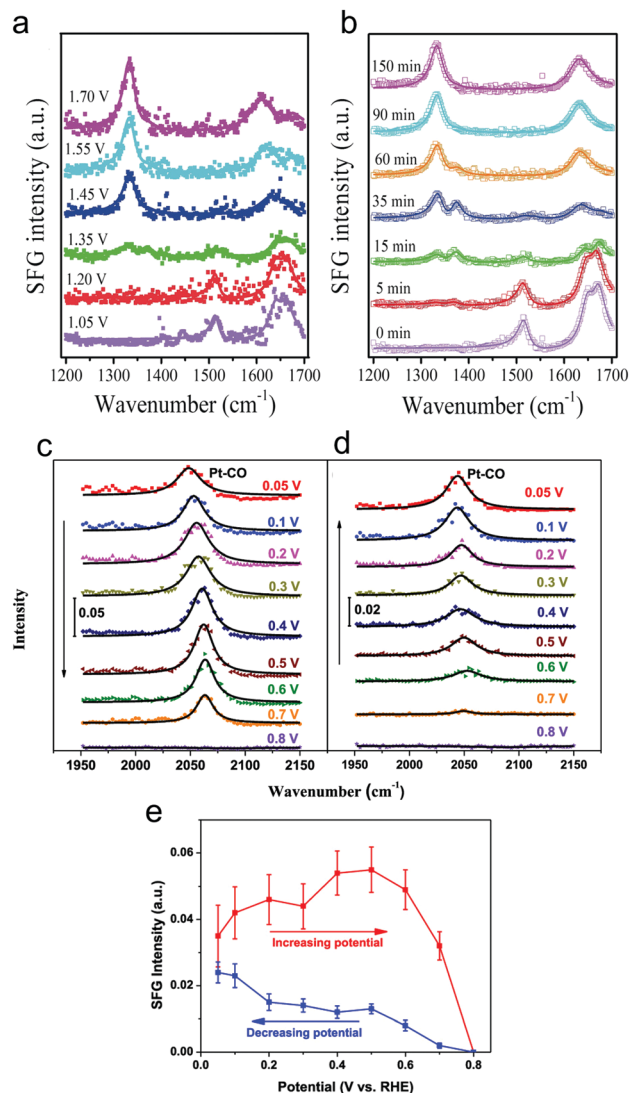 a
SFG intensity (a.u.)
1.70 V
1.55 V
1.45 V
1.35 V
1.20 V
1.05 V
1200 1300 1400 1500 1600 1700
Wavenumber (cm-1)
b
SFG intensity (a.u.)
150 min
90 min
60 min
35 min
15 min
5 min
0 min
1200 1300 1400 1500 1600 1700
Wavenumber (cm-1)
c
Intensity
Pt-CO
0.05 V
0.1 V
0.2 V
0.3 V
0.05
0.4 V
0.5 V
0.6 V
0.7 V
0.8 V
1950 2000 2050 2100 2150
d
Pt-CO
0.05 V
0.1 V
0.2 V
0.3 V
0.02
0.4 V
0.5 V
0.6 V
0.7 V
0.8 V
1950 2000 2050 2100 2150
Wavenumber (cm-1)
e
SFG Intensity (a.u.)
0.06
0.04
0.02
0.00
Increasing potential
Decreasing potential
0.0 0.2 0.4 0.6 0.8
Potential (V vs. RHE)